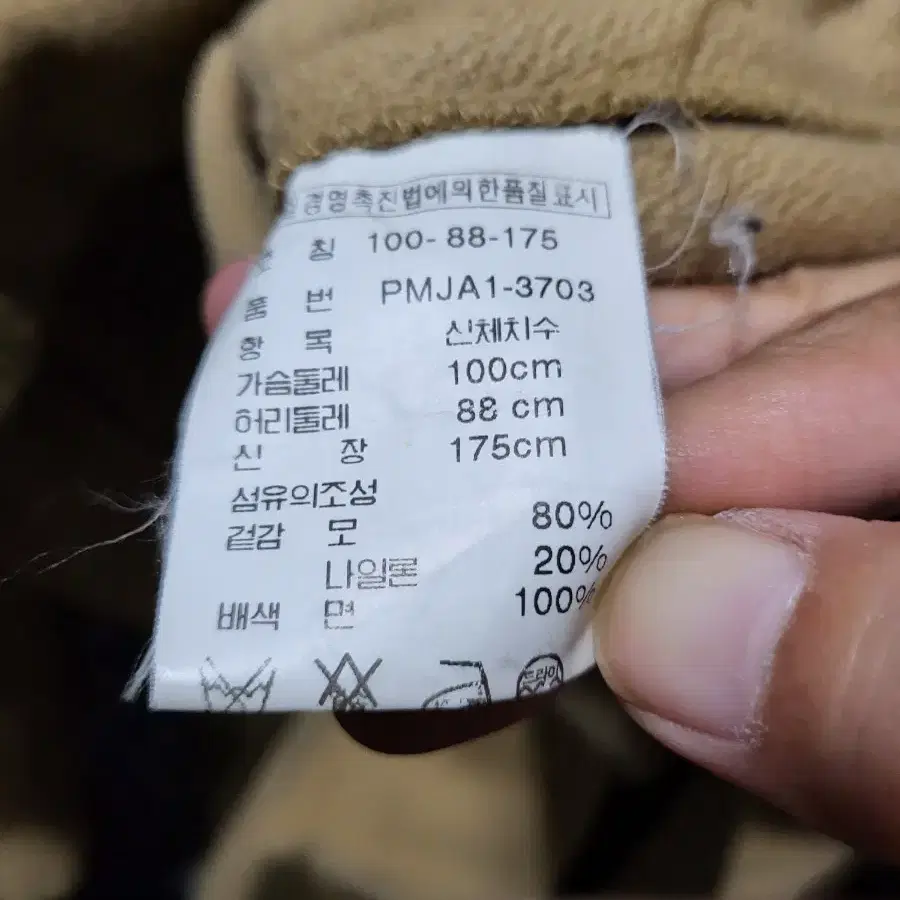 경영촉진법에의한품질표시
칭 100-88-175
품 번 PMJA1-3703
항 목 신체치수
가슴둘레 100cm
허리둘레 88 cm
신 장 175cm
섬유의조성
겉감 모 80%
나일론 20%
배색 면 100%
드라이